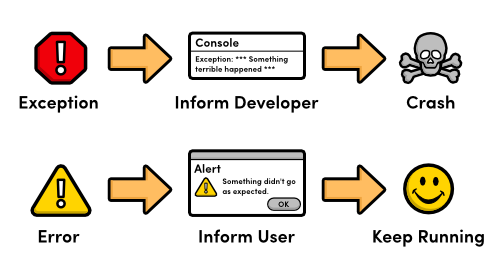 Console
Exception: *** Something
terrible happened ***
Exception
Inform Developer
Crash
Alert
Something didn't go
as expected.
OK
Error
Inform User
Keep Running